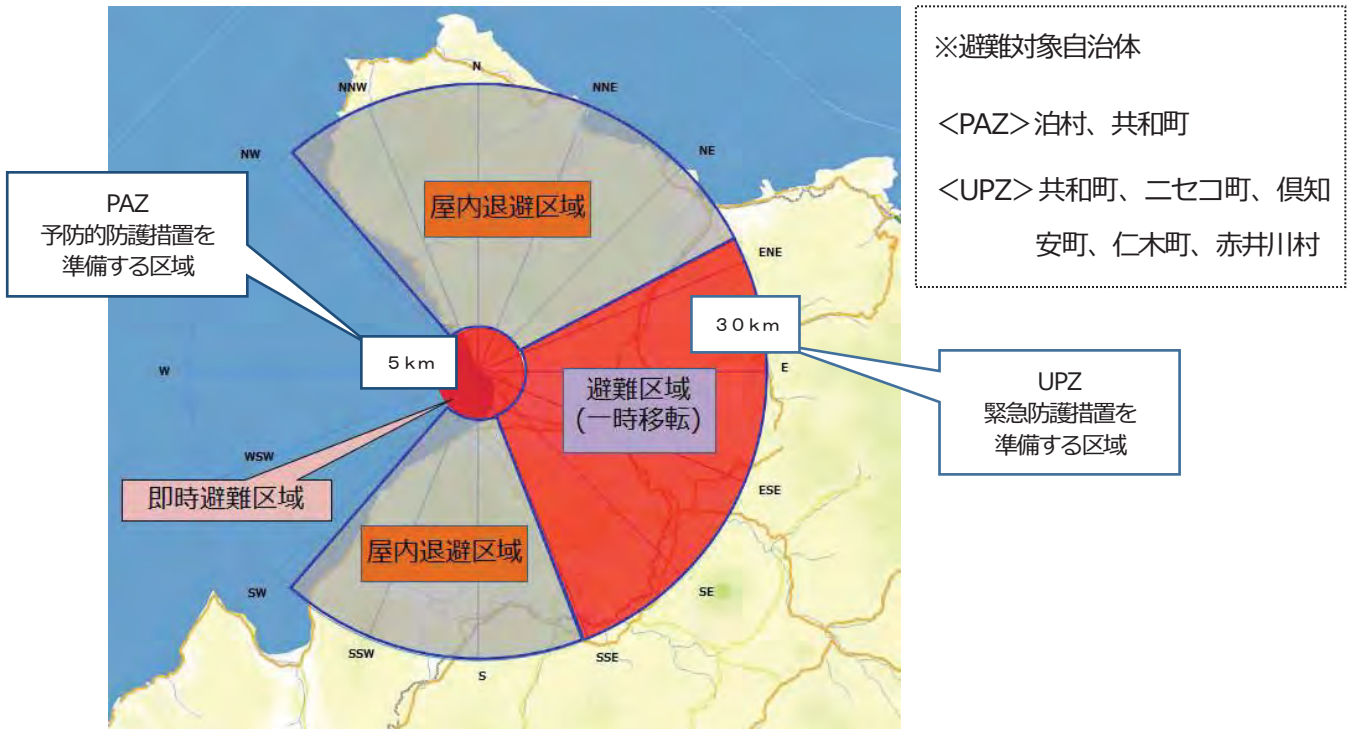 ※避難対象自治体
<PAZ>泊村、共和町
<UPZ>共和町、ニセコ町、倶知
安町、仁木町、赤井川村
N
NNW
NNE
NW
NE
PAZ
予防的防護措置を
準備する区域
屋内退避区域
ENE
30km
5km
W
E
避難区域
(一時移転)
UPZ
緊急防護措置を
準備する区域
WSW
即時避難区域
ESE
屋内退避区域
SW
SE
SSW
SSE
S